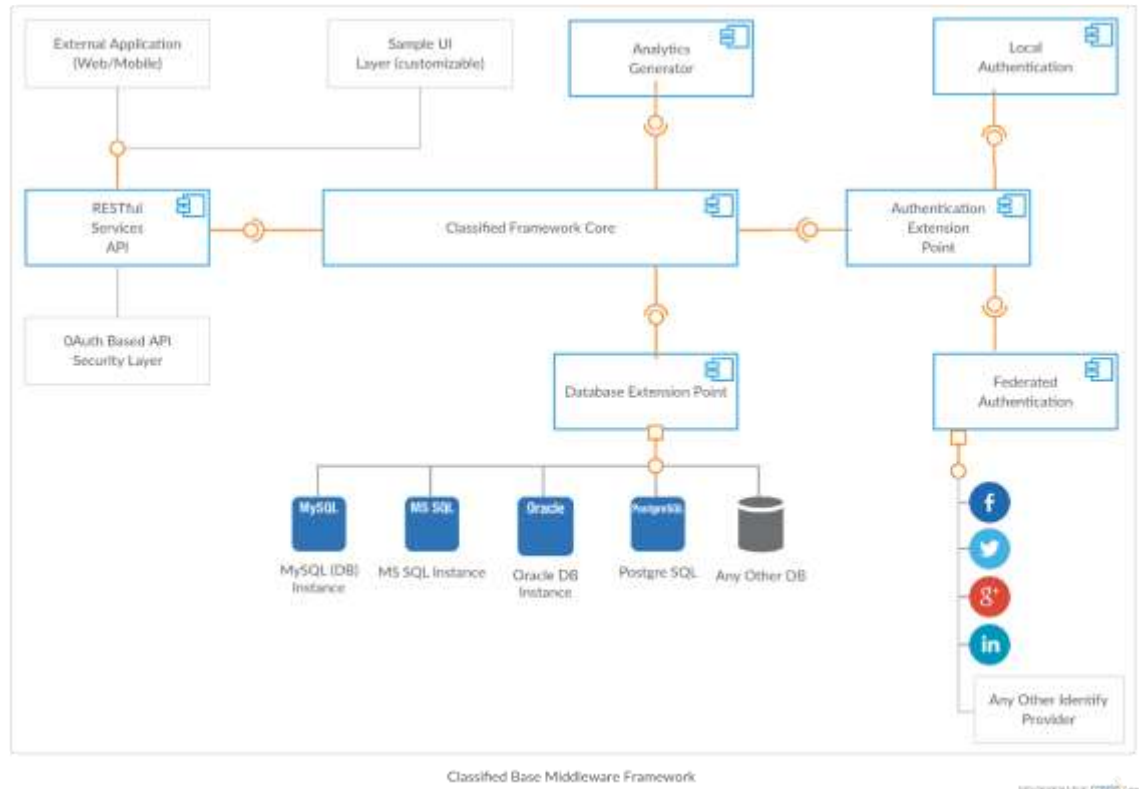 External Application
(Web/Mobile)
Sample UI
Layer (customizable)
Analytics
Generator
Local
Authentication
RESTful
Services
API
Classified Framework Core
Authentication
Extension
Point
OAuth Based API
Security Layer
Database Extension Point
Federated
Authentication
MySQL
MS SQL
Oracle
PostgreSQL
MySQL (DB)
Instance
MS SQL Instance
Oracle DB
Instance
Postgre SQL
Any Other DB
f
g+
in
Any Other Identify
Provider
Classified Base Middleware Framework